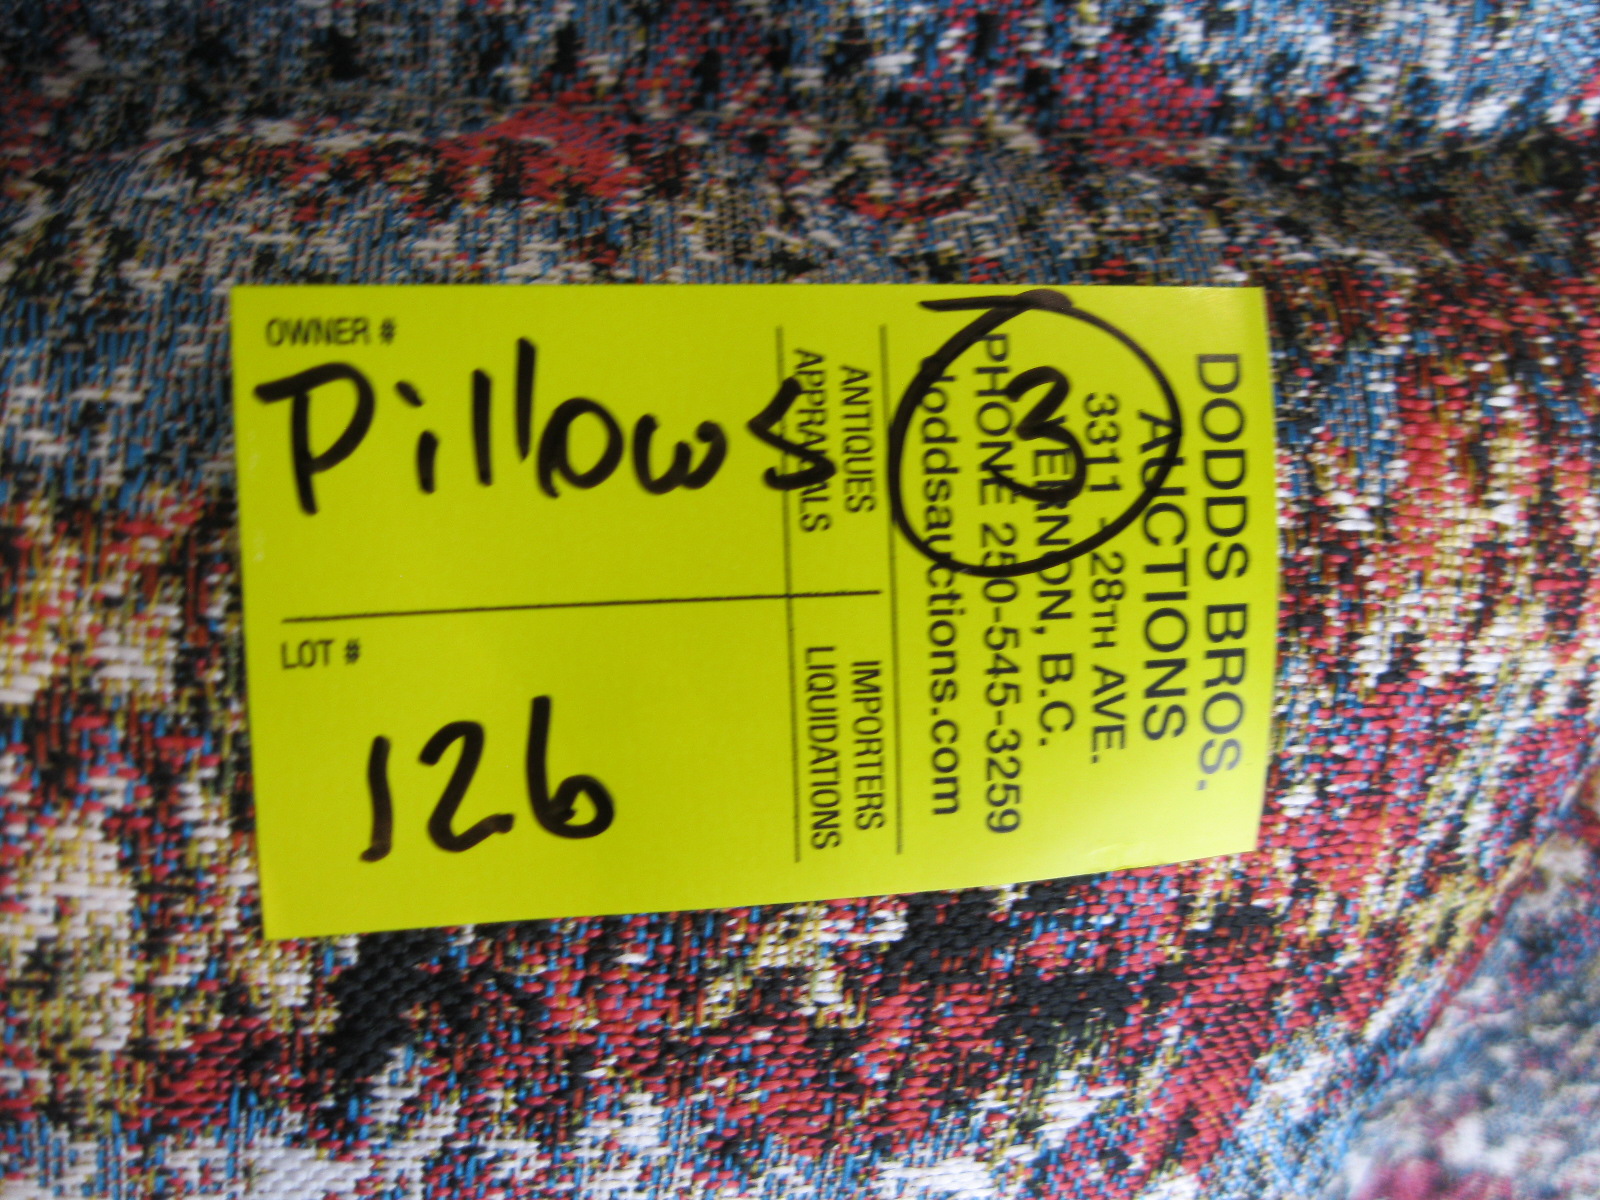 OWNER #
Pillows
LOT #
126
ANTIQUES
APPRAISALS
IMPORTERS
LIQUIDATIONS
3
DODDS BROS.
AUCTIONS
3311 - 28TH AVE.
VERNON, B.C.
PHONE 250-545-3259
doddsauctions.com